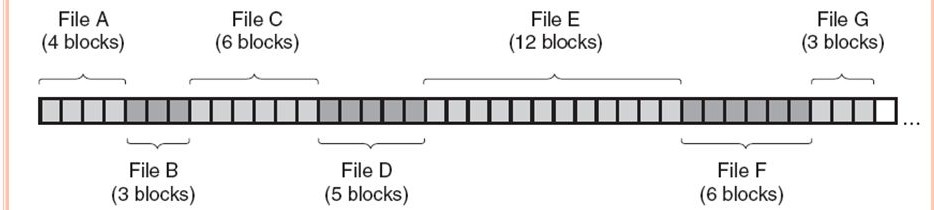 File A
(4 blocks)
File C
(6 blocks)
File E
(12 blocks)
File G
(3 blocks)
...
File B
(3 blocks)
File D
(5 blocks)
File F
(6 blocks)